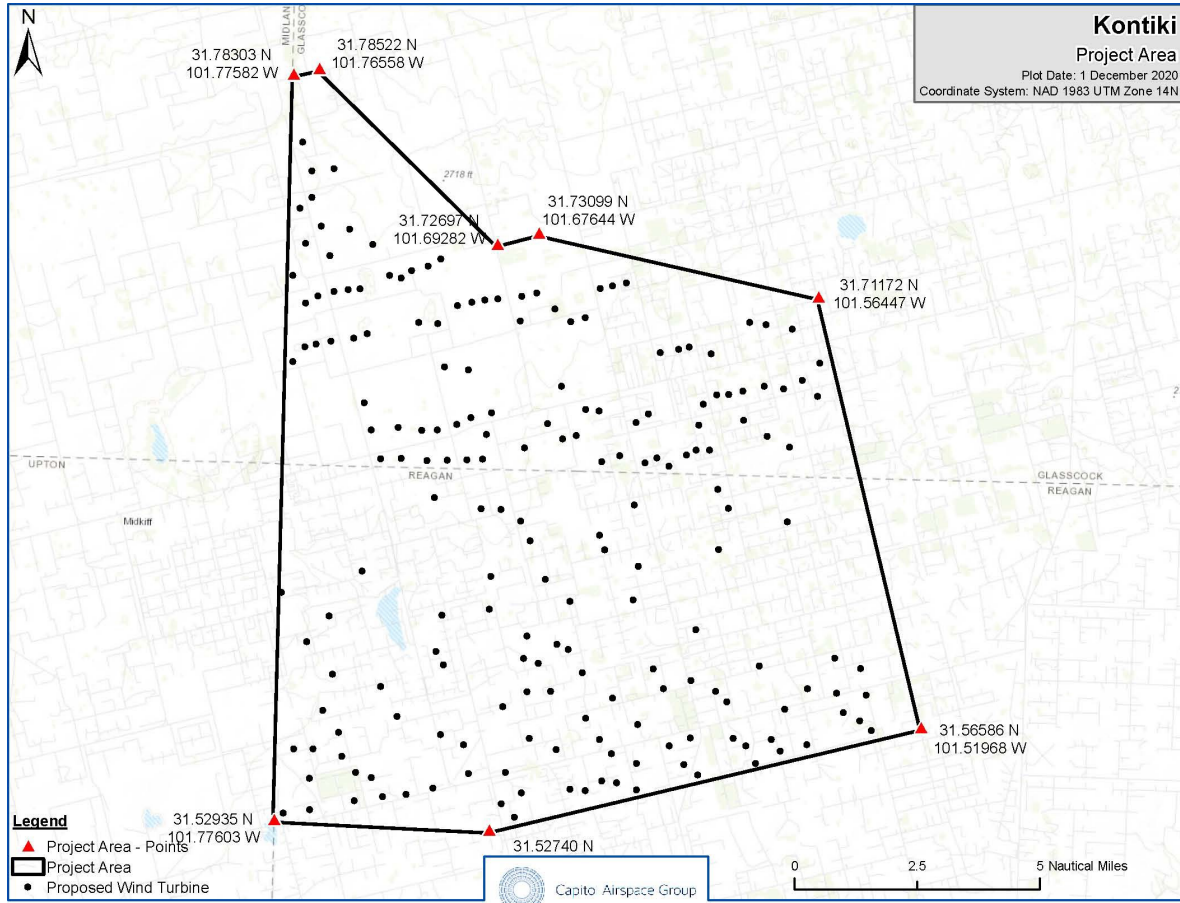 N
MIDLAND
GLASSCO
Kontiki
Project Area
Plot Date: 1 December 2020
Coordinate System: NAD 1983 UTM Zone 14N
31.78303 N
101.77582 W
31.78522 N
101.76558 W
2718 ft
31.72697 N
101.69282 W
31.73099 N
101.67644 W
31.71172 N
101.56447 W
2
UPTON
REAGAN
GLASSCOCK
REAGAN
Midkiff
31.56586 N
101.51968 W
31.52935 N
101.77603 W
31.52740 N
Legend
Project Area - Points
Project Area
Proposed Wind Turbine
Capitol Airspace Group
0 2.5 5 Nautical Miles